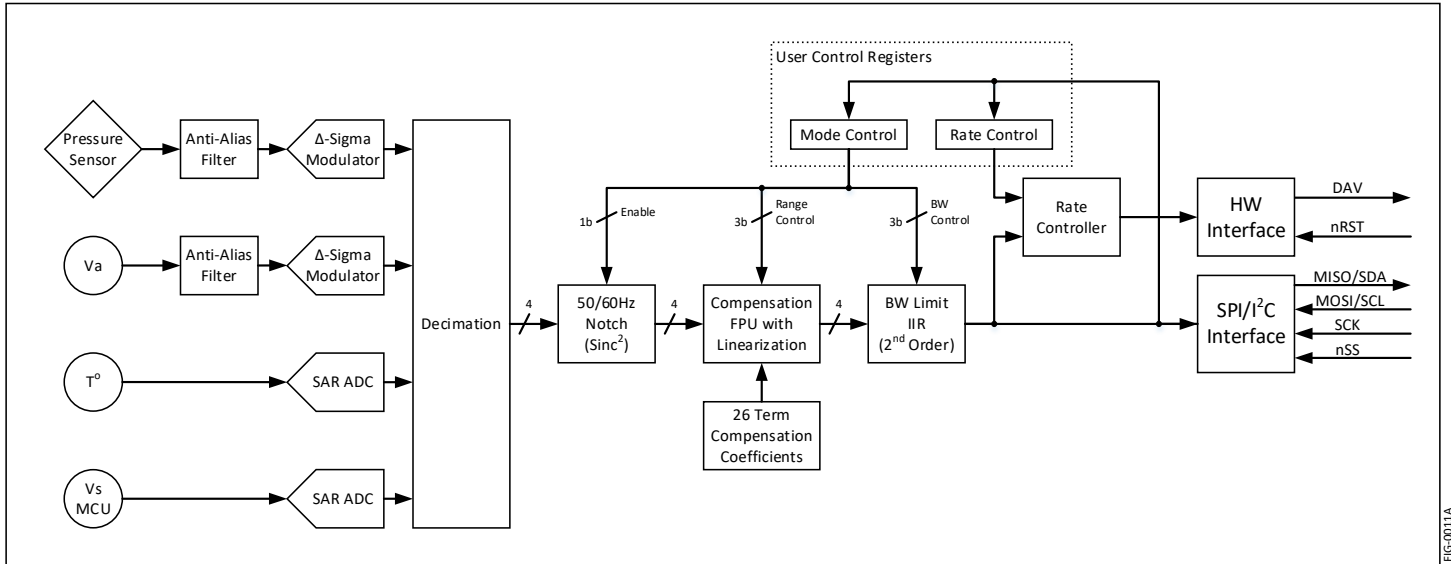 User Control Registers
Mode Control
Rate Control
Pressure
Sensor
Anti-Alias
Filter
Δ-Sigma
Modulator
Va
Anti-Alias
Filter
Δ-Sigma
Modulator
T°
SAR ADC
Vs
MCU
SAR ADC
Decimation
4
1b
Enable
50/60Hz
Notch
(Sinc²)
4
3b
Range
Control
Compensation
FPU with
Linearization
26 Term
Compensation
Coefficients
4
3b
BW
Control
BW Limit
IIR
(2nd Order)
Rate
Controller
HW
Interface
DAV
nRST
SPI/I²C
Interface
MISO/SDA
MOSI/SCL
SCK
nSS
FIG-0011A